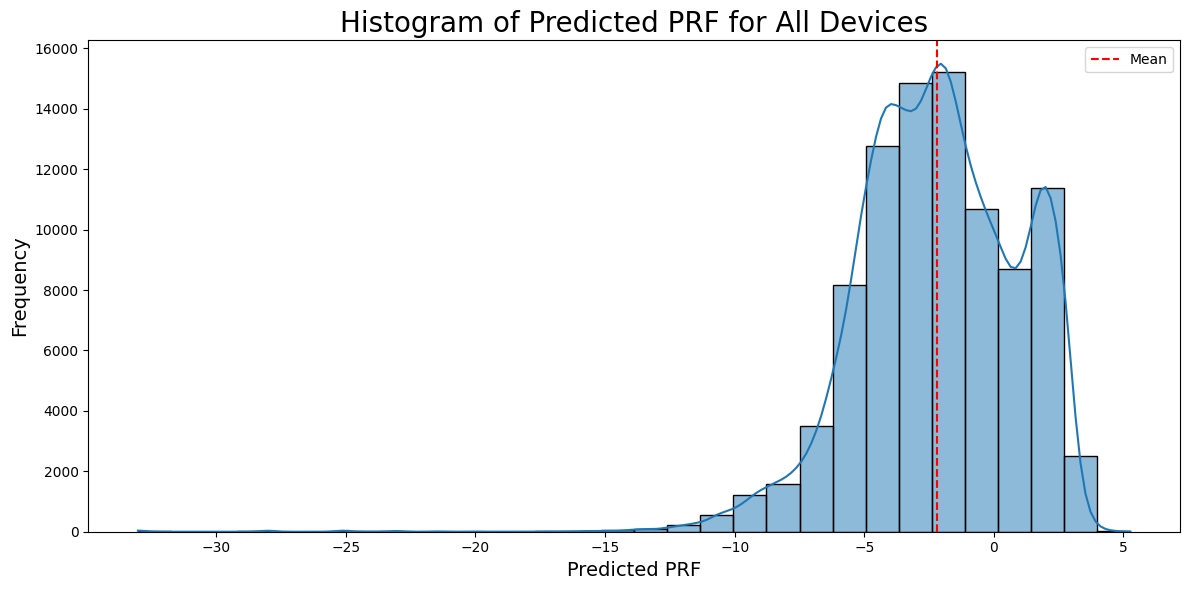 Histogram of Predicted PRF for All Devices
Mean
Frequency
16000
14000
12000
10000
8000
6000
4000
2000
0
−30 −25 −20 −15 −10 −5 0 5
Predicted PRF